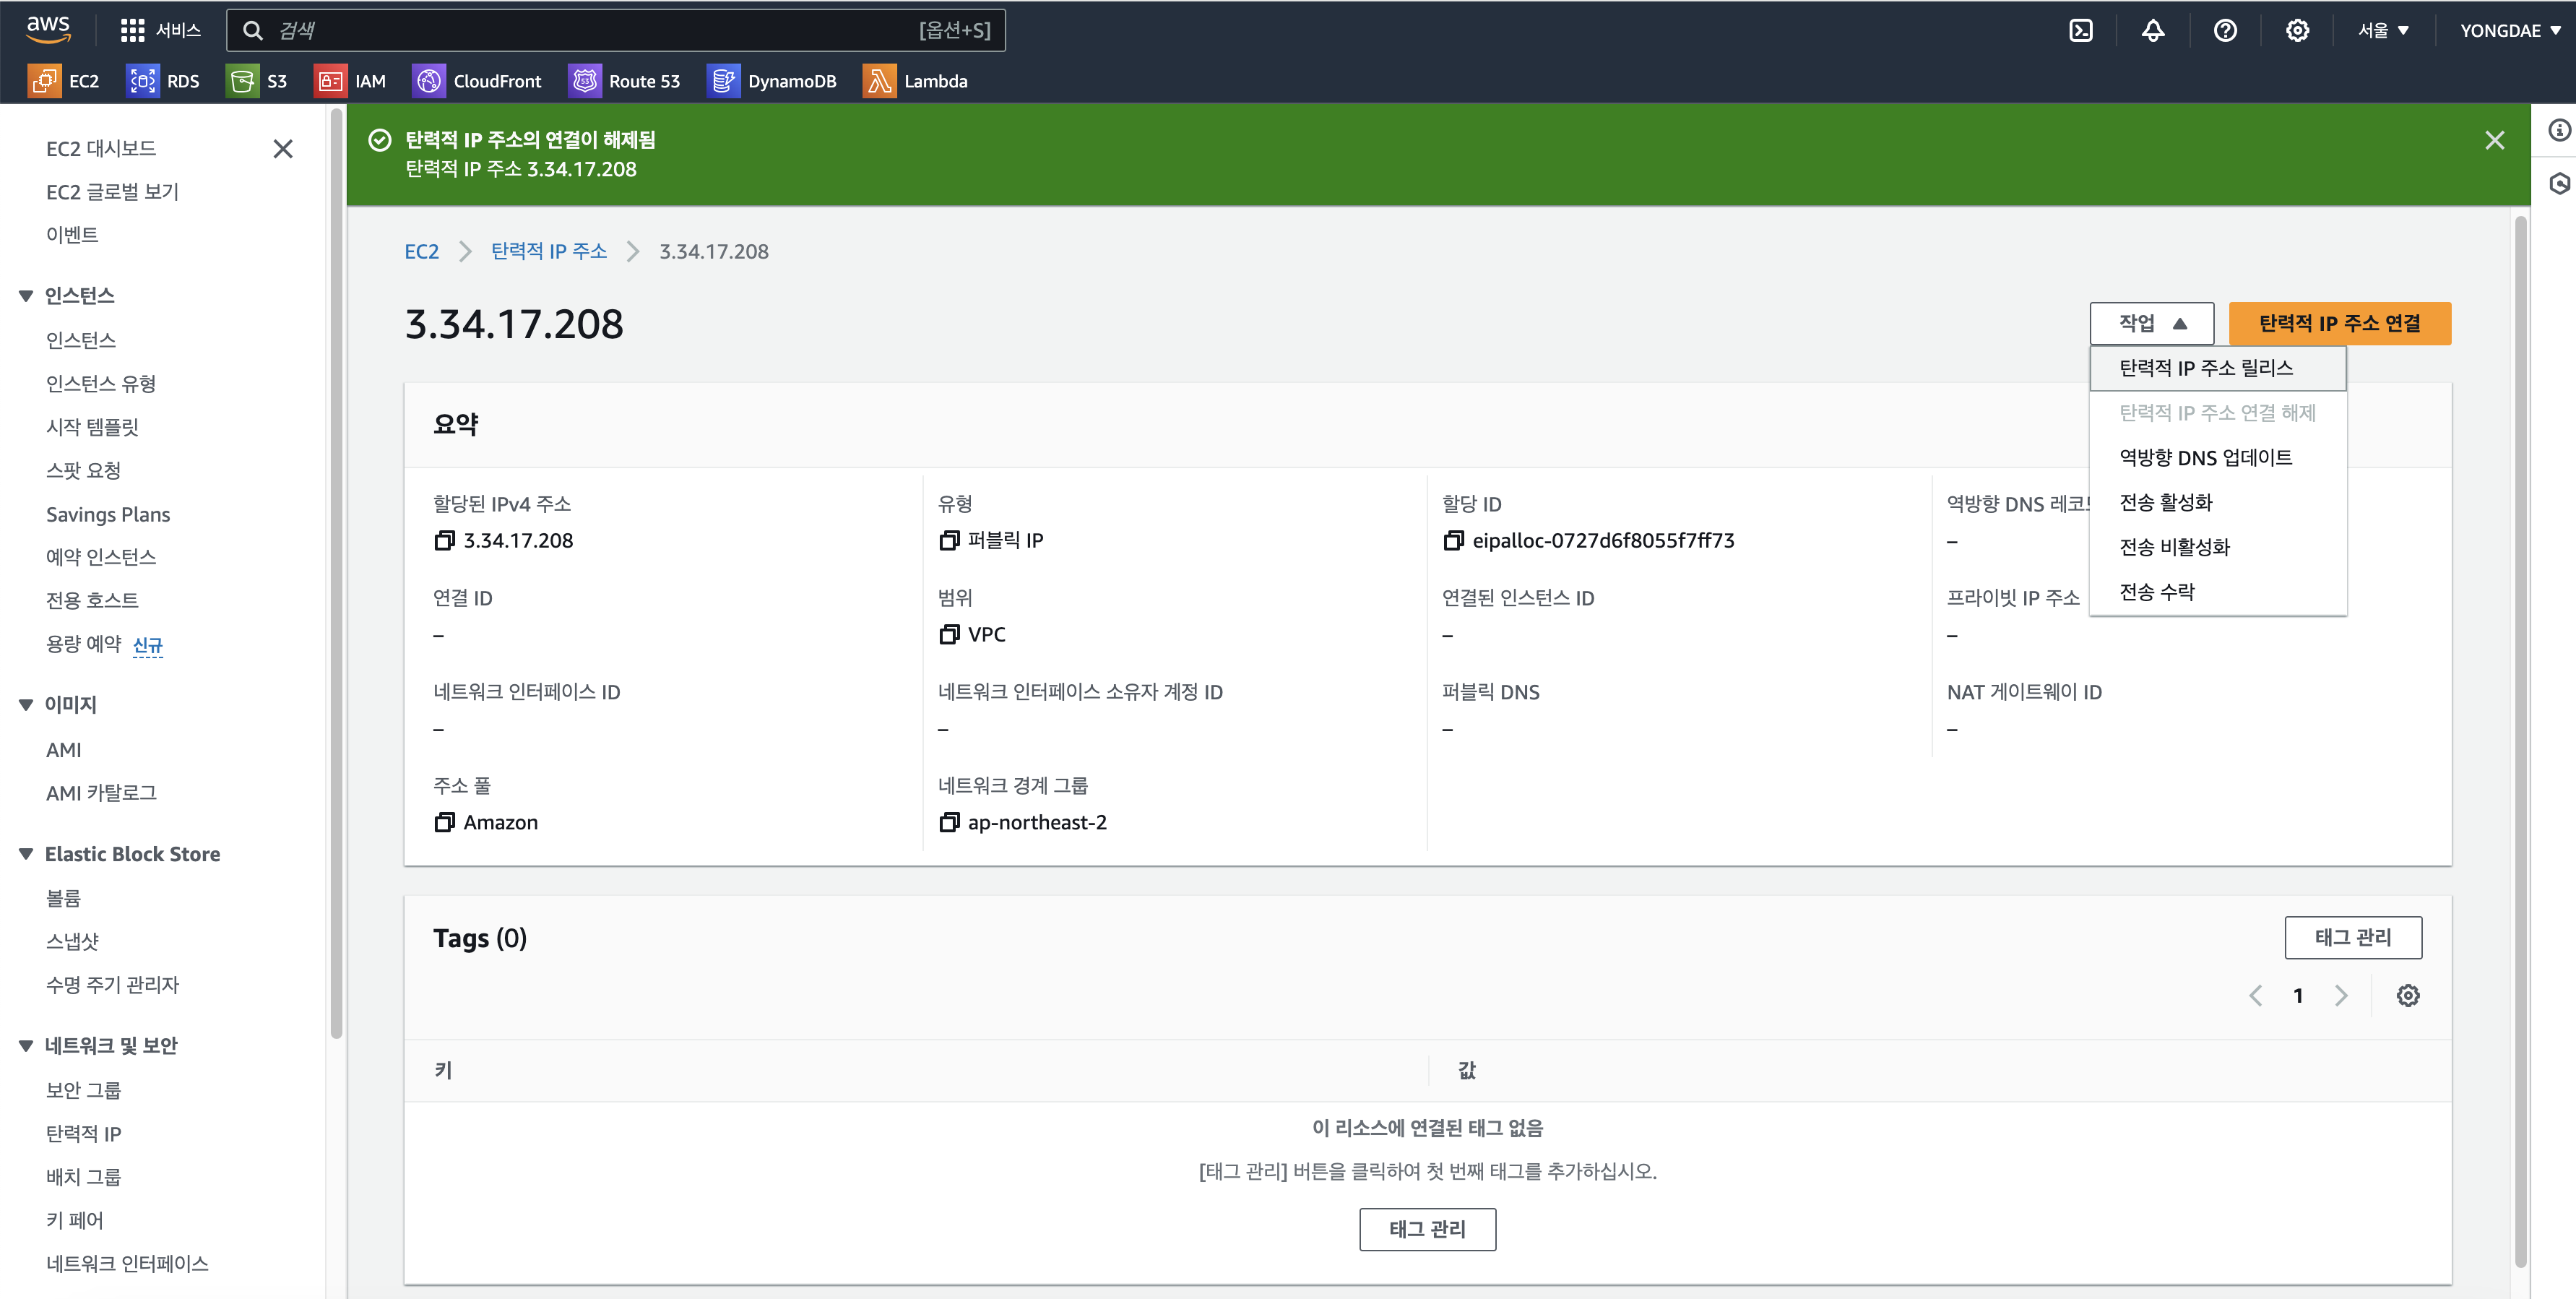 aws
서비스
검색
[옵션+S]
서울
YONGDAE
EC2
RDS
S3
IAM
CloudFront
Route 53
DynamoDB
Lambda
EC2 대시보드
EC2 글로벌 보기
이벤트
인스턴스
인스턴스
인스턴스 유형
시작 템플릿
스팟 요청
Savings Plans
예약 인스턴스
전용 호스트
용량 예약 신규
이미지
AMI
AMI 카탈로그
Elastic Block Store
볼륨
스냅샷
수명 주기 관리자
네트워크 및 보안
보안 그룹
탄력적 IP
배치 그룹
키 페어
네트워크 인터페이스
탄력적 IP 주소의 연결이 해제됨
탄력적 IP 주소 3.34.17.208
EC2
탄력적 IP 주소
3.34.17.208
3.34.17.208
작업
탄력적 IP 주소 연결
탄력적 IP 주소 릴리스
탄력적 IP 주소 연결 해제
역방향 DNS 업데이트
전송 활성화
전송 비활성화
전송 수락
요약
할당된 IPv4 주소
3.34.17.208
유형
퍼블릭 IP
할당 ID
eipalloc-0727d6f8055f7ff73
역방향 DNS
–
연결 ID
–
범위
VPC
연결된 인스턴스 ID
–
프라이빗 IP 주소
–
네트워크 인터페이스 ID
–
네트워크 인터페이스 소유자 계정 ID
–
퍼블릭 DNS
–
NAT 게이트웨이 ID
–
주소 풀
Amazon
네트워크 경계 그룹
ap-northeast-2
Tags (0)
태그 관리
1
키
값
이 리소스에 연결된 태그 없음
[태그 관리] 버튼을 클릭하여 첫 번째 태그를 추가하십시오.
태그 관리